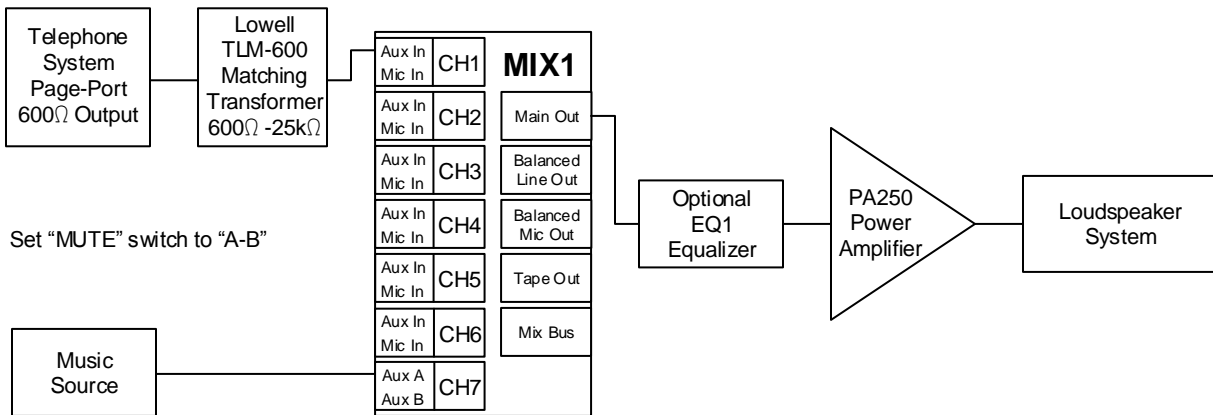 Telephone
System
Page-Port
600Ω Output
Lowell
TLM-600
Matching
Transformer
600Ω -25kΩ
Set “MUTE” switch to “A-B”
Music
Source
MIX1
Aux In
Mic In
CH1
Aux In
Mic In
CH2
Aux In
Mic In
CH3
Aux In
Mic In
CH4
Aux In
Mic In
CH5
Aux In
Mic In
CH6
Aux A
Aux B
CH7
Main Out
Balanced
Line Out
Balanced
Mic Out
Tape Out
Mix Bus
Optional
EQ1
Equalizer
PA250
Power
Amplifier
Loudspeaker
System